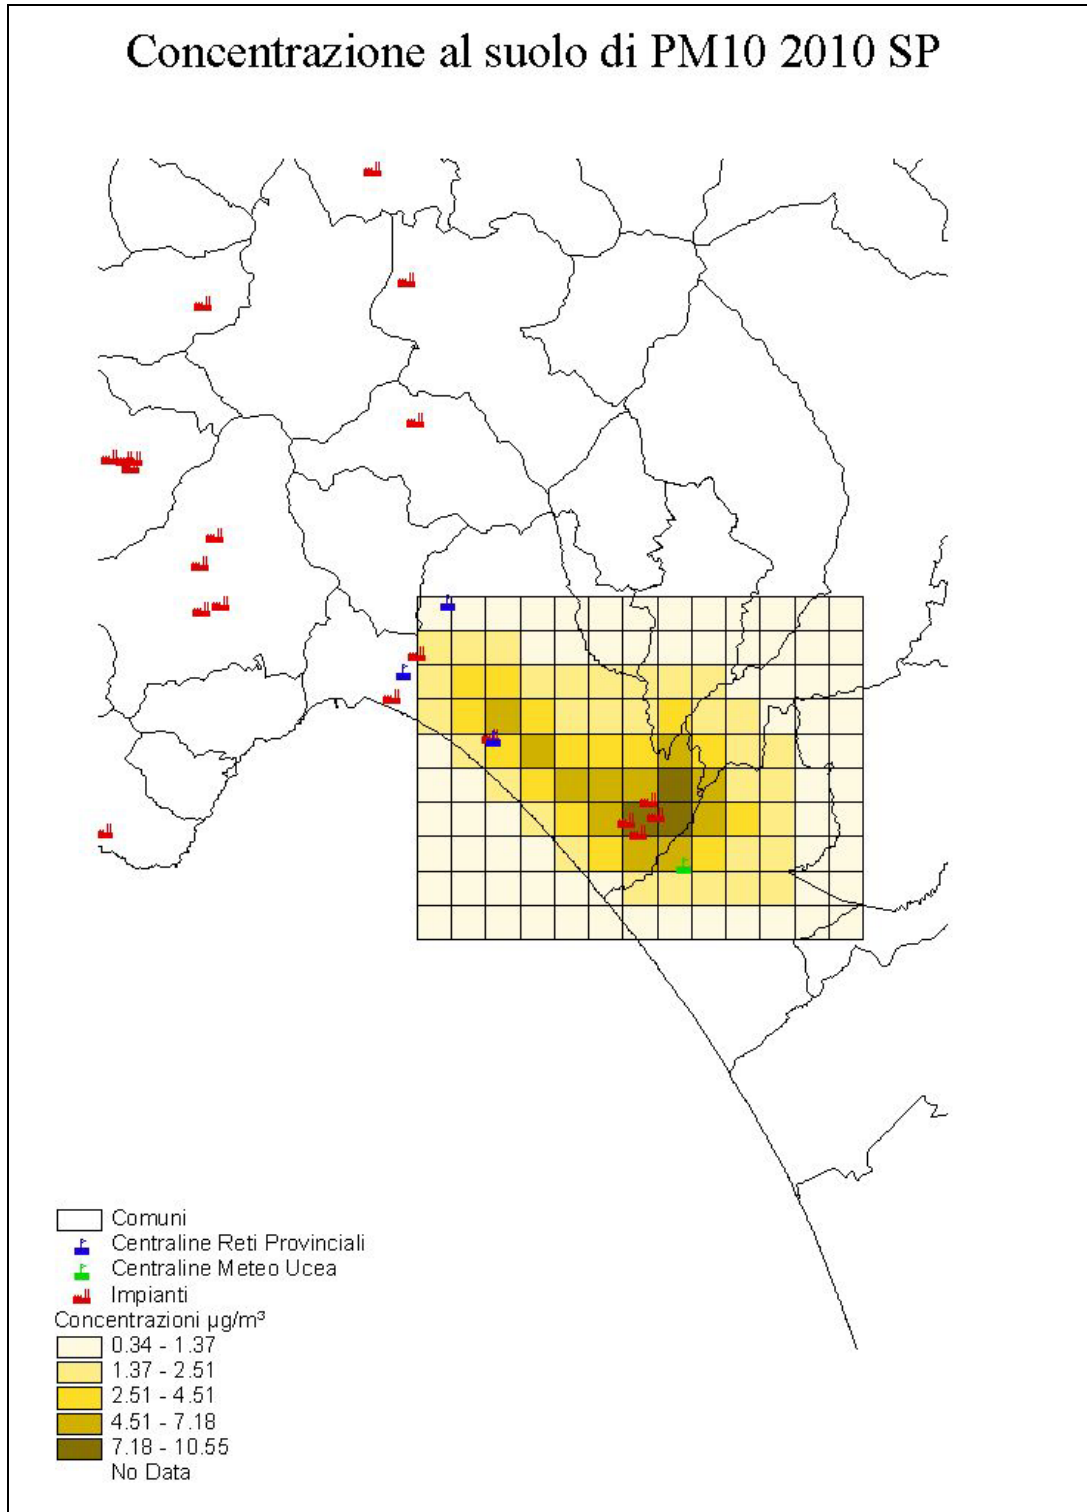 Concentrazione al suolo di PM10 2010 SP
Comuni
Centraline Reti Provinciali
Centraline Meteo Ucea
Impianti
Concentrazioni µg/m³
0.34 - 1.37
1.37 - 2.51
2.51 - 4.51
4.51 - 7.18
7.18 - 10.55
No Data